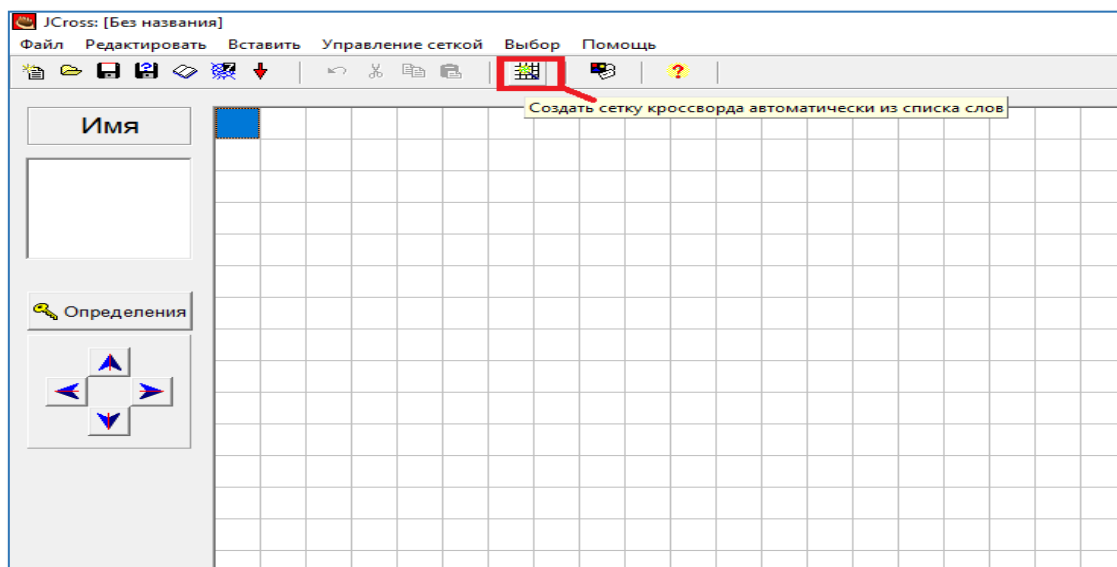 JCross: [Без названия]
Файл Редактировать Вставить Управление сеткой Выбор Помощь
?
Создать сетку кроссворда автоматически из списка слов
Имя
Определения